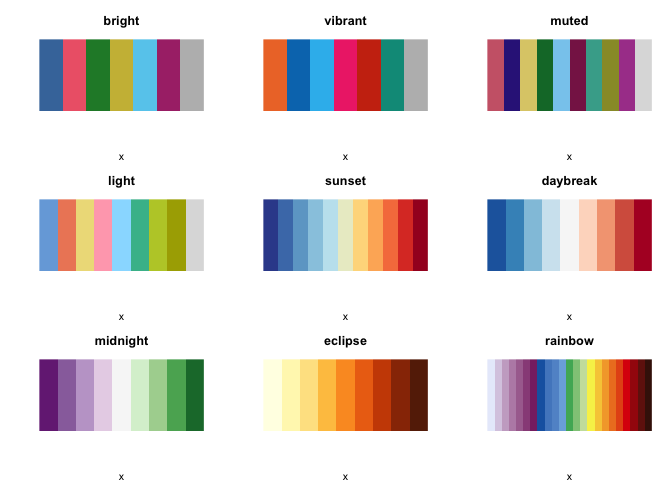 bright vibrant muted
x x x
light sunset daybreak
x x x
midnight eclipse rainbow
x x x